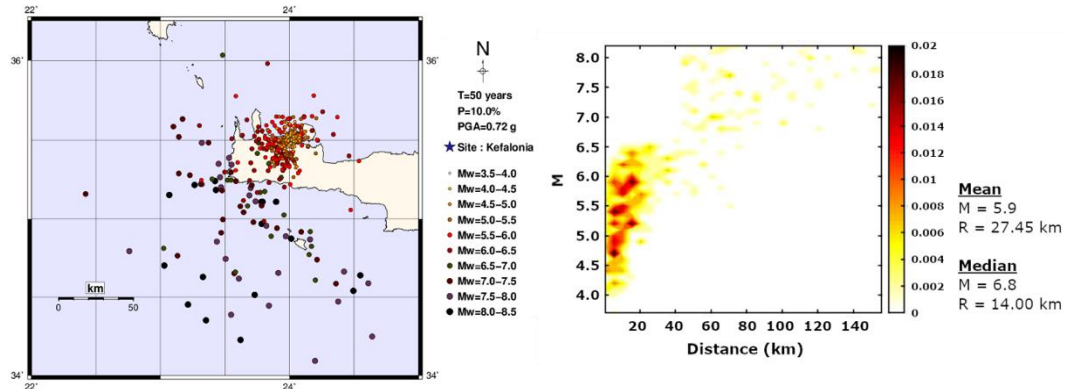 22˚
24˚
36˚
36˚
34˚
34˚
22˚
24˚
km
0
50
N
T=50 years
P=10.0%
PGA=0.72 g
Site : Kefalonia
Mw=3.5–4.0
Mw=4.0–4.5
Mw=4.5–5.0
Mw=5.0–5.5
Mw=5.5–6.0
Mw=6.0–6.5
Mw=6.5–7.0
Mw=7.0–7.5
Mw=7.5–8.0
Mw=8.0–8.5
M
8.0
7.5
7.0
6.5
6.0
5.5
5.0
4.5
4.0
20 40 60 80 100 120 140
Distance (km)
0.02
0.018
0.016
0.014
0.012
0.01
0.008
0.006
0.004
0.002
0
Mean
M = 5.9
R = 27.45 km
Median
M = 6.8
R = 14.00 km